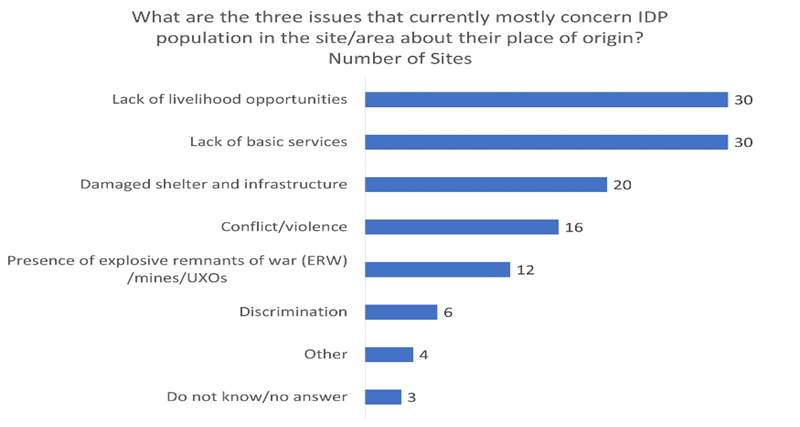 What are the three issues that currently mostly concern IDP
population in the site/area about their place of origin?
Number of Sites
Lack of livelihood opportunities 30
Lack of basic services 30
Damaged shelter and infrastructure 20
Conflict/violence 16
Presence of explosive remnants of war (ERW)
/mines/UXOs 12
Discrimination 6
Other 4
Do not know/no answer 3